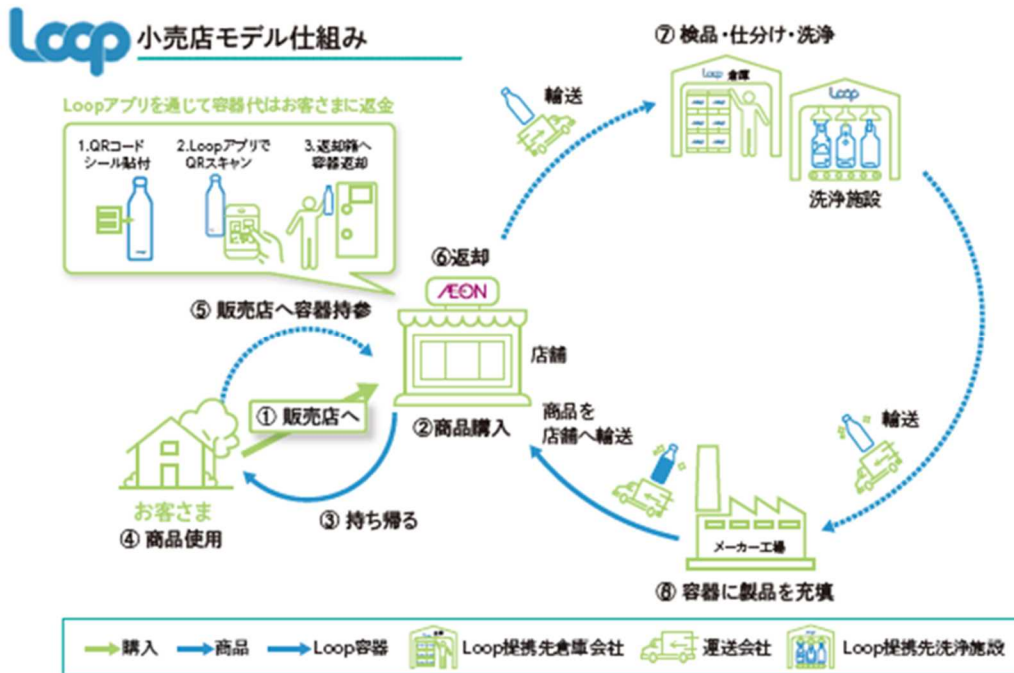 Loop 小売店モデル仕組み
Loopアプリを通じて容器代はお客さまに返金
1.QRコード
シール貼付
2.Loopアプリで
QRスキャン
3.返却箱へ
容器返却
⑦ 検品・仕分け・洗浄
Loop 倉庫
Loop
洗浄施設
輸送
⑥返却
ÆON
店舗
⑤ 販売店へ容器持参
① 販売店へ
②商品購入
③ 持ち帰る
お客さま
④ 商品使用
商品を
店舗へ輸送
輸送
メーカー工場
⑧ 容器に製品を充填
購入
商品
Loop容器
Loop提携先倉庫会社
運送会社
Loop提携先洗浄施設